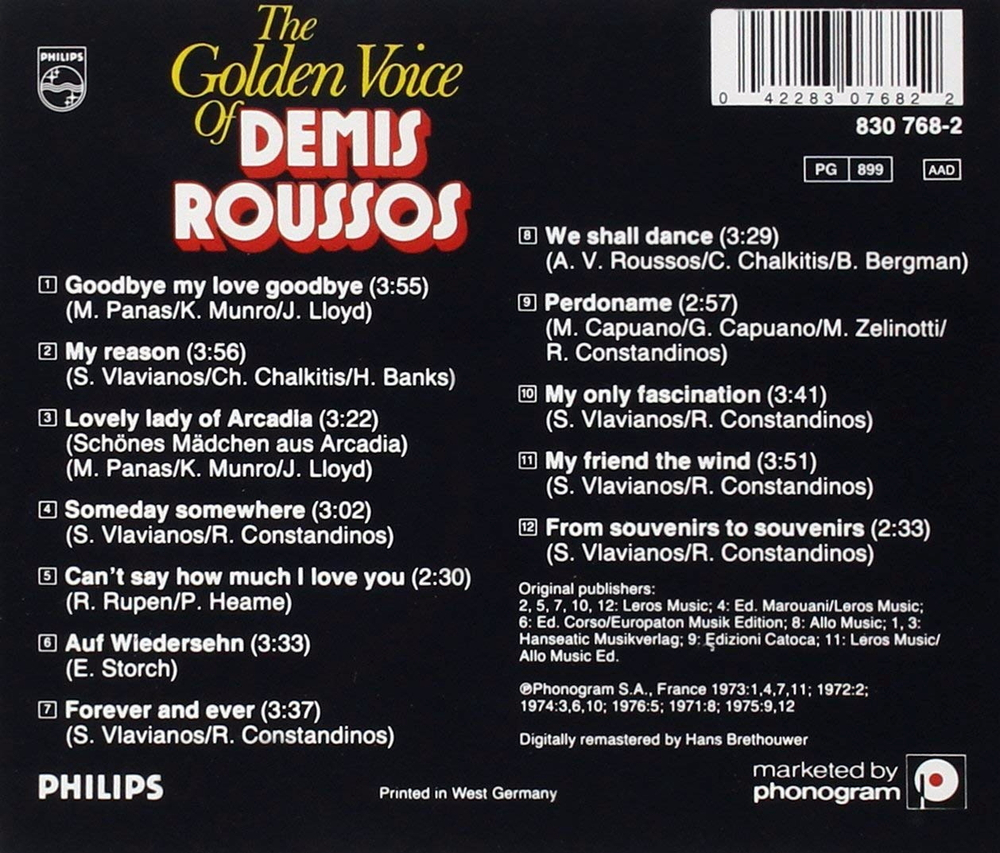 PHILIPS
The
Golden Voice
Of DEMIS
ROUSSOS
0 42283 07682 2
830 768-2
PG 899 AAD
1 Goodbye my love goodbye (3:55)
(M. Panas/K. Munro/J. Lloyd)
2 My reason (3:56)
(S. Vlavianos/Ch. Chalkitis/H. Banks)
3 Lovely lady of Arcadia (3:22)
(Schönes Mädchen aus Arcadia)
(M. Panas/K. Munro/J. Lloyd)
4 Someday somewhere (3:02)
(S. Vlavianos/R. Constandinos)
5 Can't say how much I love you (2:30)
(R. Rupen/P. Heame)
6 Auf Wiedersehn (3:33)
(E. Storch)
7 Forever and ever (3:37)
(S. Vlavianos/R. Constandinos)
8 We shall dance (3:29)
(A. V. Roussos/C. Chalkitis/B. Bergman)
9 Perdoname (2:57)
(M. Capuano/G. Capuano/M. Zelinotti/
R. Constandinos)
10 My only fascination (3:41)
(S. Vlavianos/R. Constandinos)
11 My friend the wind (3:51)
(S. Vlavianos/R. Constandinos)
12 From souvenirs to souvenirs (2:33)
(S. Vlavianos/R. Constandinos)
Original publishers:
2, 5, 7, 10, 12: Leros Music; 4: Ed. Marouani/Leros Music;
6: Ed. Corso/Europaton Musik Edition; 8: Allo Music; 1, 3:
Hanseatic Musikverlag; 9: Edizioni Catoca; 11: Leros Music/
Allo Music Ed.
℗Phonogram S.A., France 1973:1,4,7,11; 1972:2;
1974:3,6,10; 1976:5; 1971:8; 1975:9,12
Digitally remastered by Hans Brethouwer
PHILIPS
Printed in West Germany
marketed by
phonogram